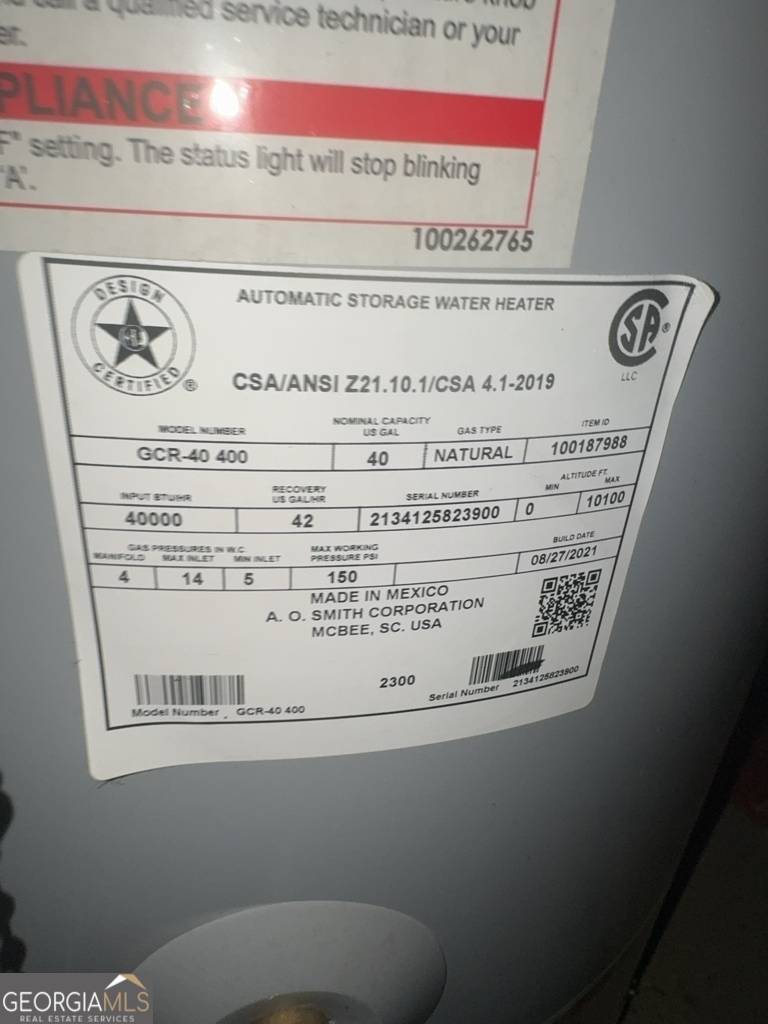 call a qualified service technician or your
er.
PLIANCE
F" setting. The status light will stop blinking
"A".
100262765
DESIGN
CERTIFIED ®
AUTOMATIC STORAGE WATER HEATER
SA ®
LLC
CSA/ANSI Z21.10.1/CSA 4.1-2019
MODEL NUMBER NOMINAL CAPACITY US GAL GAS TYPE ITEM ID
GCR-40 400 40 NATURAL 100187988
INPUT BTU/HR RECOVERY US GAL/HR SERIAL NUMBER MIN ALTITUDE FT. MAX
40000 42 2134125823900 0 10100
GAS PRESSURES IN W.C. MAX WORKING BUILD DATE
MANIFOLD MAX INLET MIN INLET PRESSURE PSI
4 14 5 150 08/27/2021
MADE IN MEXICO
A. O. SMITH CORPORATION
MCBEE, SC. USA
2300
Model Number GCR-40 400
Serial Number 2134125823900
GEORGIAMLS
REAL ESTATE SERVICES